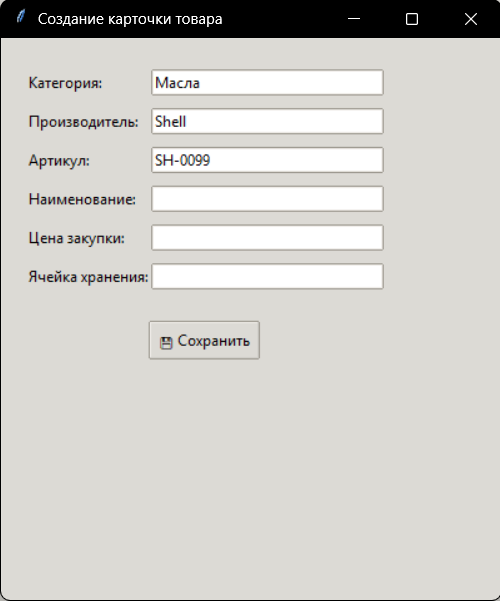 Создание карточки товара
Категория: Масла
Производитель: Shell
Артикул: SH-0099
Наименование:
Цена закупки:
Ячейка хранения:
Сохранить